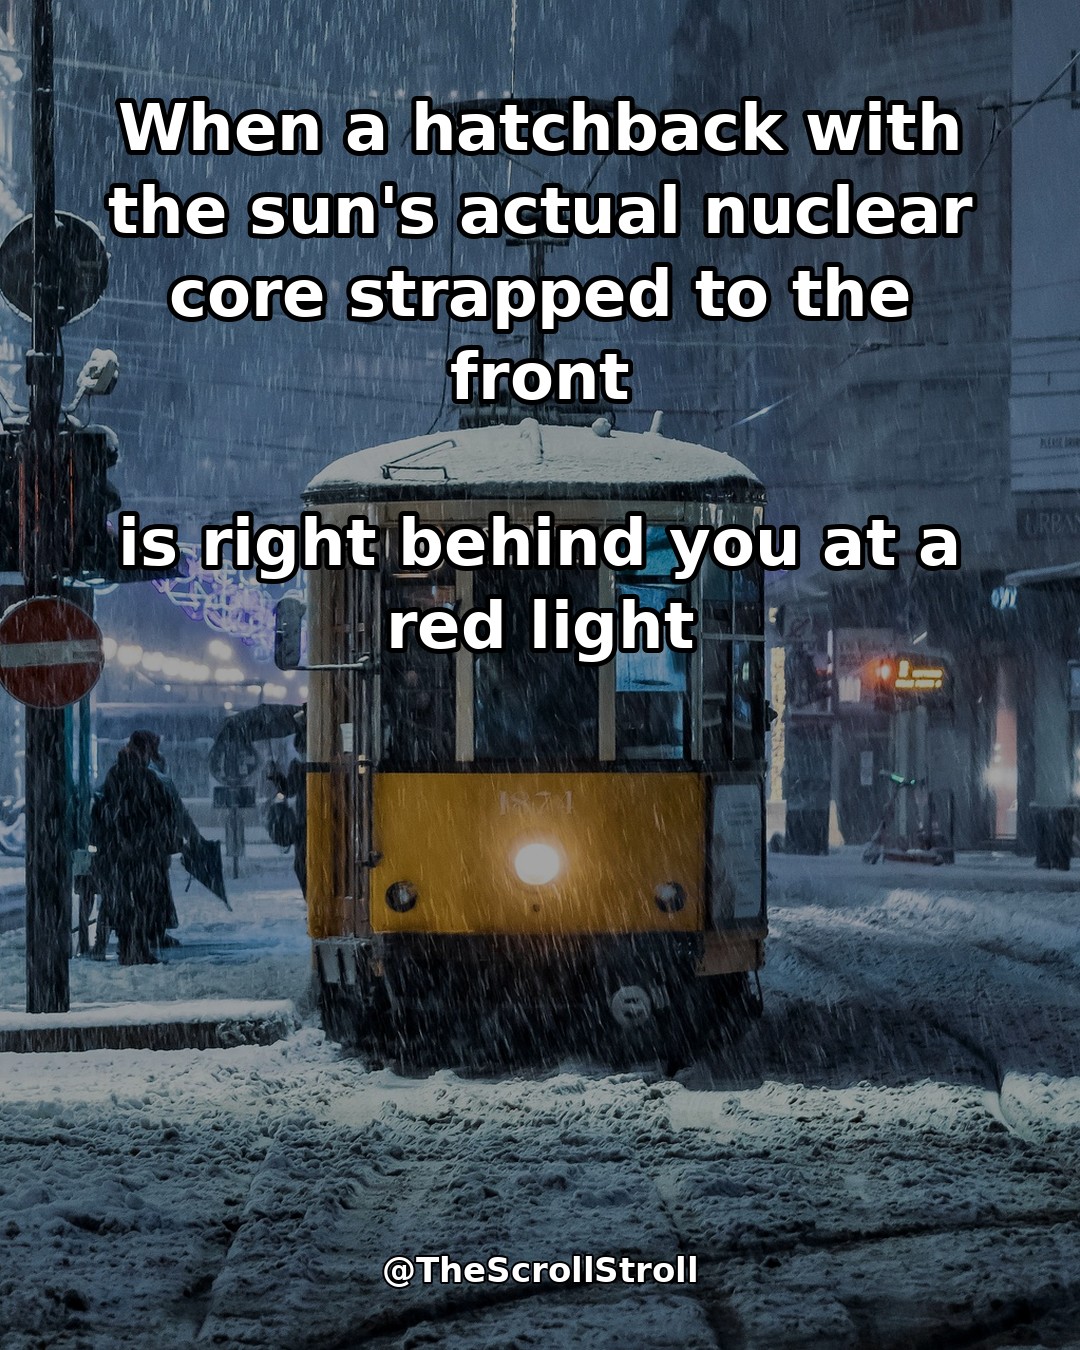 When a hatchback with
the sun's actual nuclear
core strapped to the
front
is right behind you at a
red light
1874
@TheScrollStroll